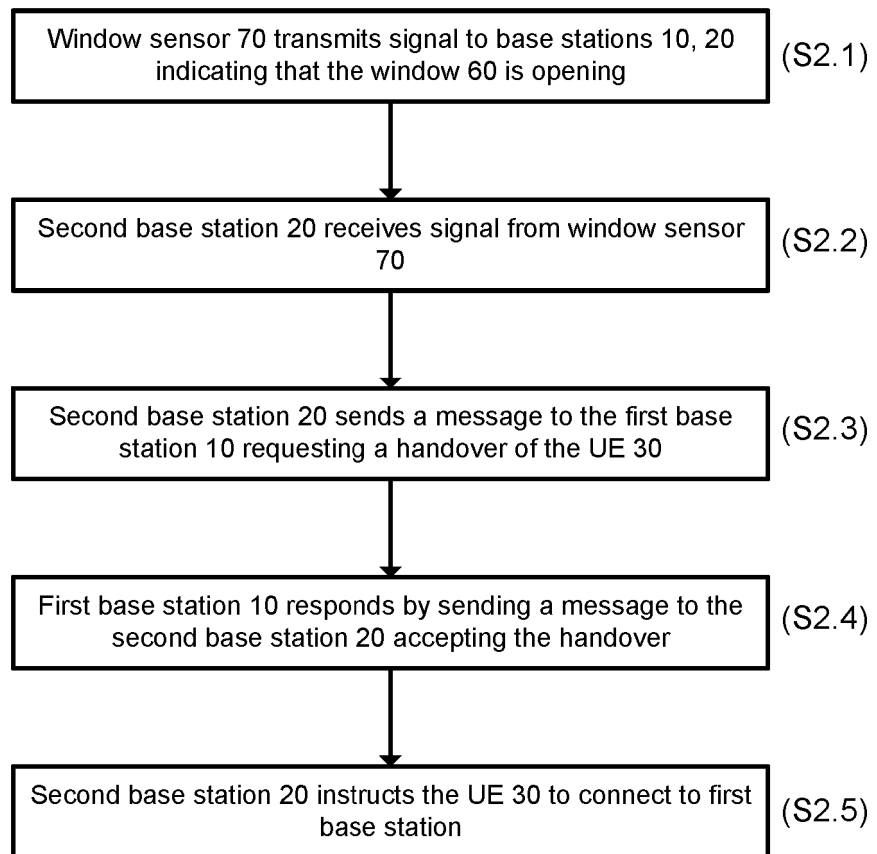 Window sensor 70 transmits signal to base stations 10, 20
indicating that the window 60 is opening
(S2.1)
Second base station 20 receives signal from window sensor
70
(S2.2)
Second base station 20 sends a message to the first base
station 10 requesting a handover of the UE 30
(S2.3)
First base station 10 responds by sending a message to the
second base station 20 accepting the handover
(S2.4)
Second base station 20 instructs the UE 30 to connect to first
base station
(S2.5)